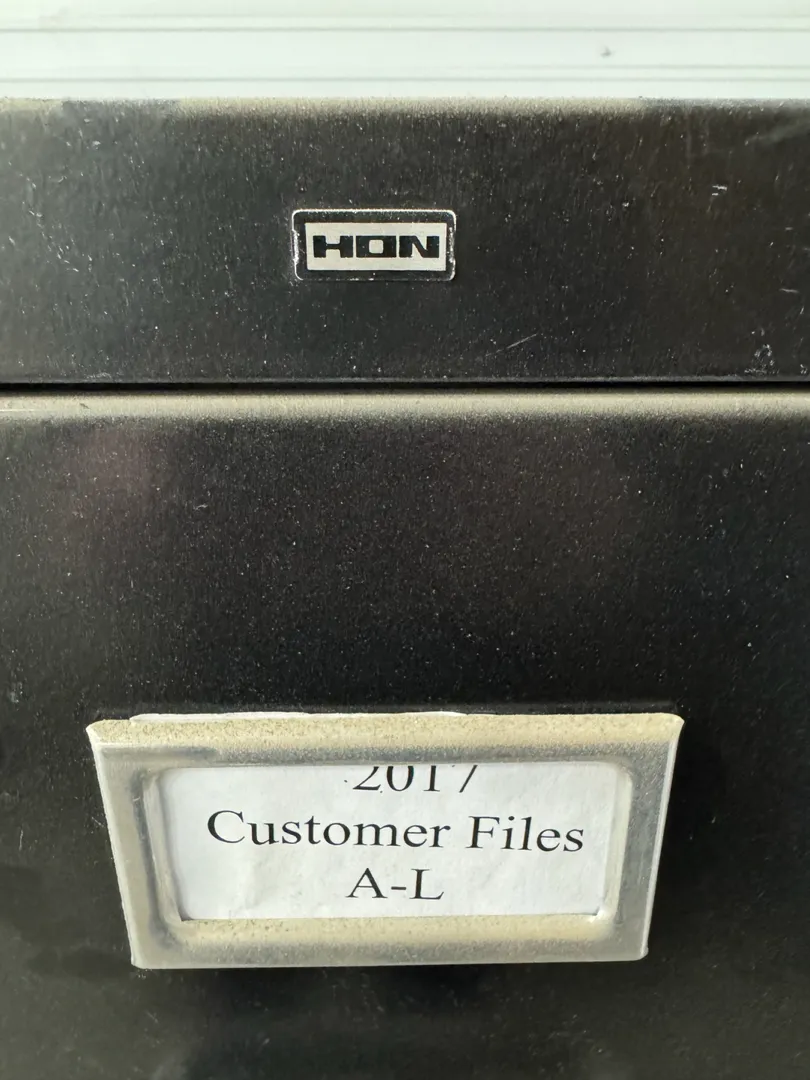 HON
2017
Customer Files
A-L